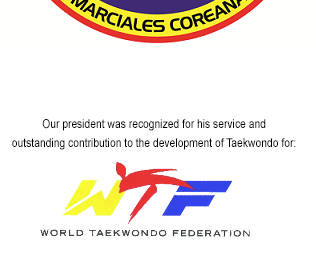 MARCIALES COREANA
Our president was recognized for his service and
outstanding contribution to the development of Taekwondo for:
WTF
WORLD TAEKWONDO FEDERATION